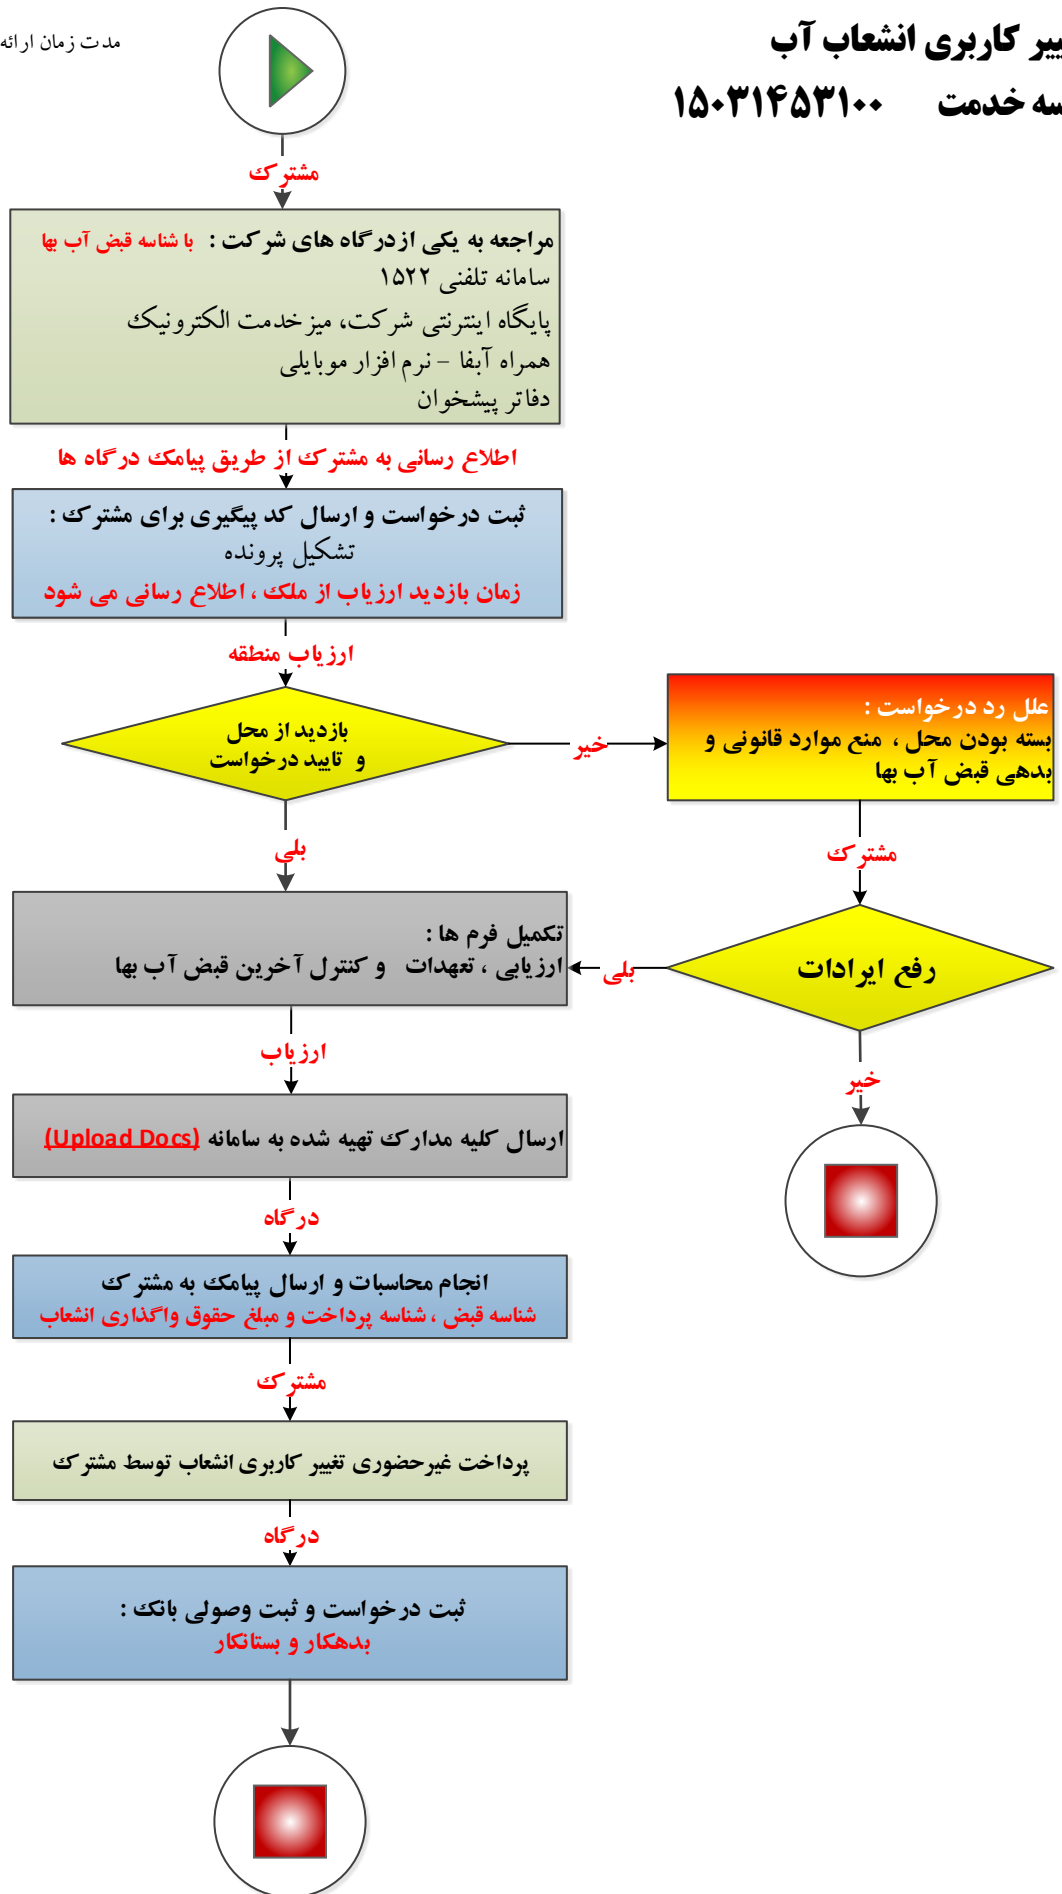 ییر کاربری انشعاب آب
سه خدمت ۱۵۰۳۱۴۵۳۱۰۰
مدت زمان ارائه
مشترک
مراجعه به یکی ازدرگاه های شرکت : با شناسه قبض آب بها
سامانه تلفنی ۱۵۲۲
پایگاه اینترنتی شرکت، میز خدمت الکترونیک
همراه آبفا – نرم افزار موبایلی
دفاتر پیشخوان
اطلاع رسانی به مشترک از طریق پیامک درگاه ها
ثبت درخواست و ارسال کد پیگیری برای مشترک :
تشکیل پرونده
زمان بازدید ارزیاب از ملک ، اطلاع رسانی می شود
ارزیاب منطقه
بازدید از محل
و تایید درخواست
خیر
علل رد درخواست :
بسته بودن محل ، منع موارد قانونی و
بدهی قبض آب بها
بلی
مشترک
تکمیل فرم ها :
ارزیابی ، تعهدات و کنترل آخرین قبض آب بها
بلی
رفع ایرادات
خیر
ارزیاب
ارسال کلیه مدارک تهیه شده به سامانه (Upload Docs)
درگاه
انجام محاسبات و ارسال پیامک به مشترک
شناسه قبض ، شناسه پرداخت و مبلغ حقوق واگذاری انشعاب
مشترک
پرداخت غیرحضوری تغییر کاربری انشعاب توسط مشترک
درگاه
ثبت درخواست و ثبت وصولی بانک :
بدهکار و بستانکار